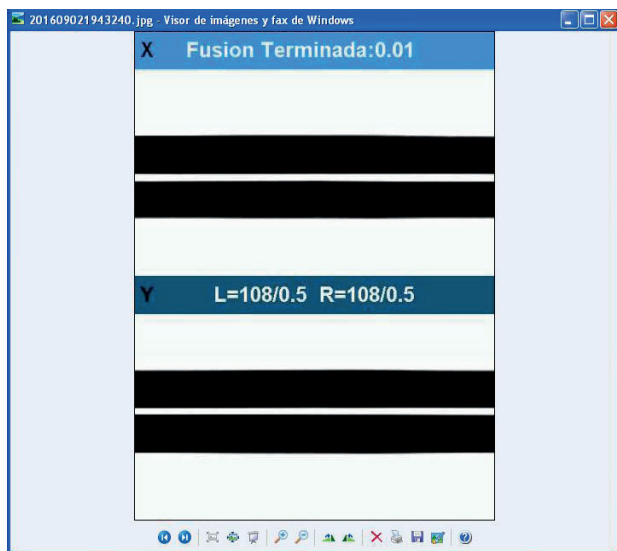 201609021943240.jpg - Visor de imágenes y fax de Windows
X Fusion Terminada:0.01
Y L=108/0.5 R=108/0.5